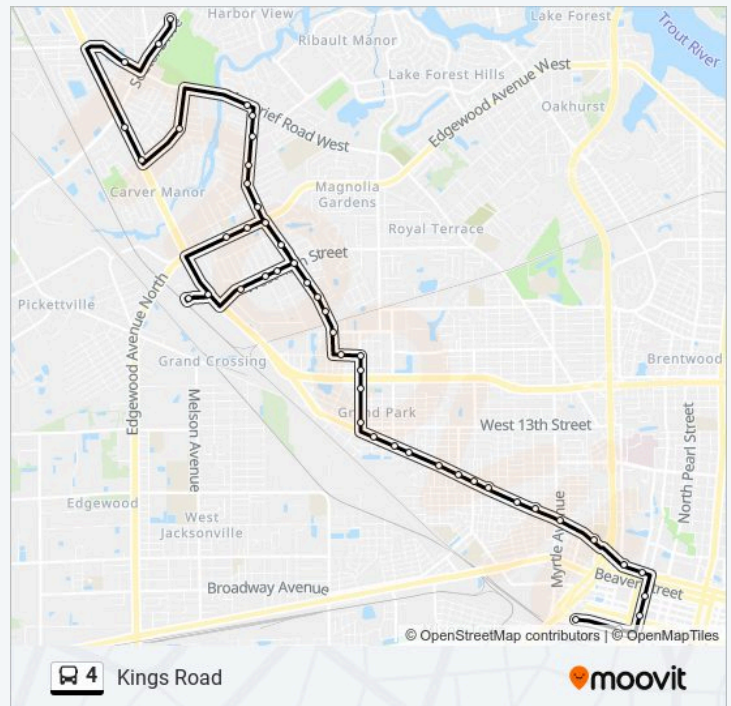 Harbor View
Lake Forest
Trout River
Ribault Manor
Lake Forest Hills
Edgewood Avenue West
Oakhurst
rief Road West
Carver Manor
Magnolia
Gardens
Royal Terrace
Street
Pickettville
Edgewood Avenue North
Grand Crossing
Brentwood
Melson Avenue
Grand Park
West 13th Street
North Pearl Street
Edgewood
West
Jacksonville
Myrtle Avenue
Broadway Avenue
Beaver Street
© OpenStreetMap contributors | © OpenMapTiles
4 Kings Road
moovit